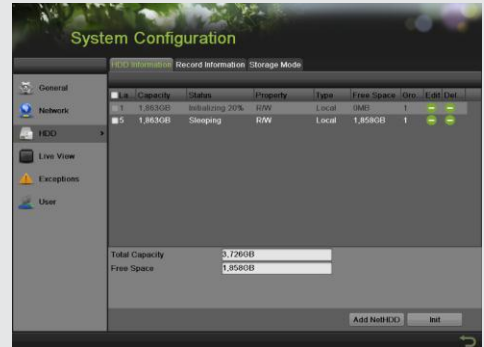 System Configuration
HDD Information Record Information Storage Mode
General
Network
HDD
Live View
Exceptions
User
La.. Capacity Status Property Type Free Space Gro.. Edit Del..
1 1,863GB Initializing 20% R/W Local 0MB 1
5 1,863GB Sleeping R/W Local 1,858GB 1
Total Capacity 3,726GB
Free Space 1,858GB
Add NetHDD Init